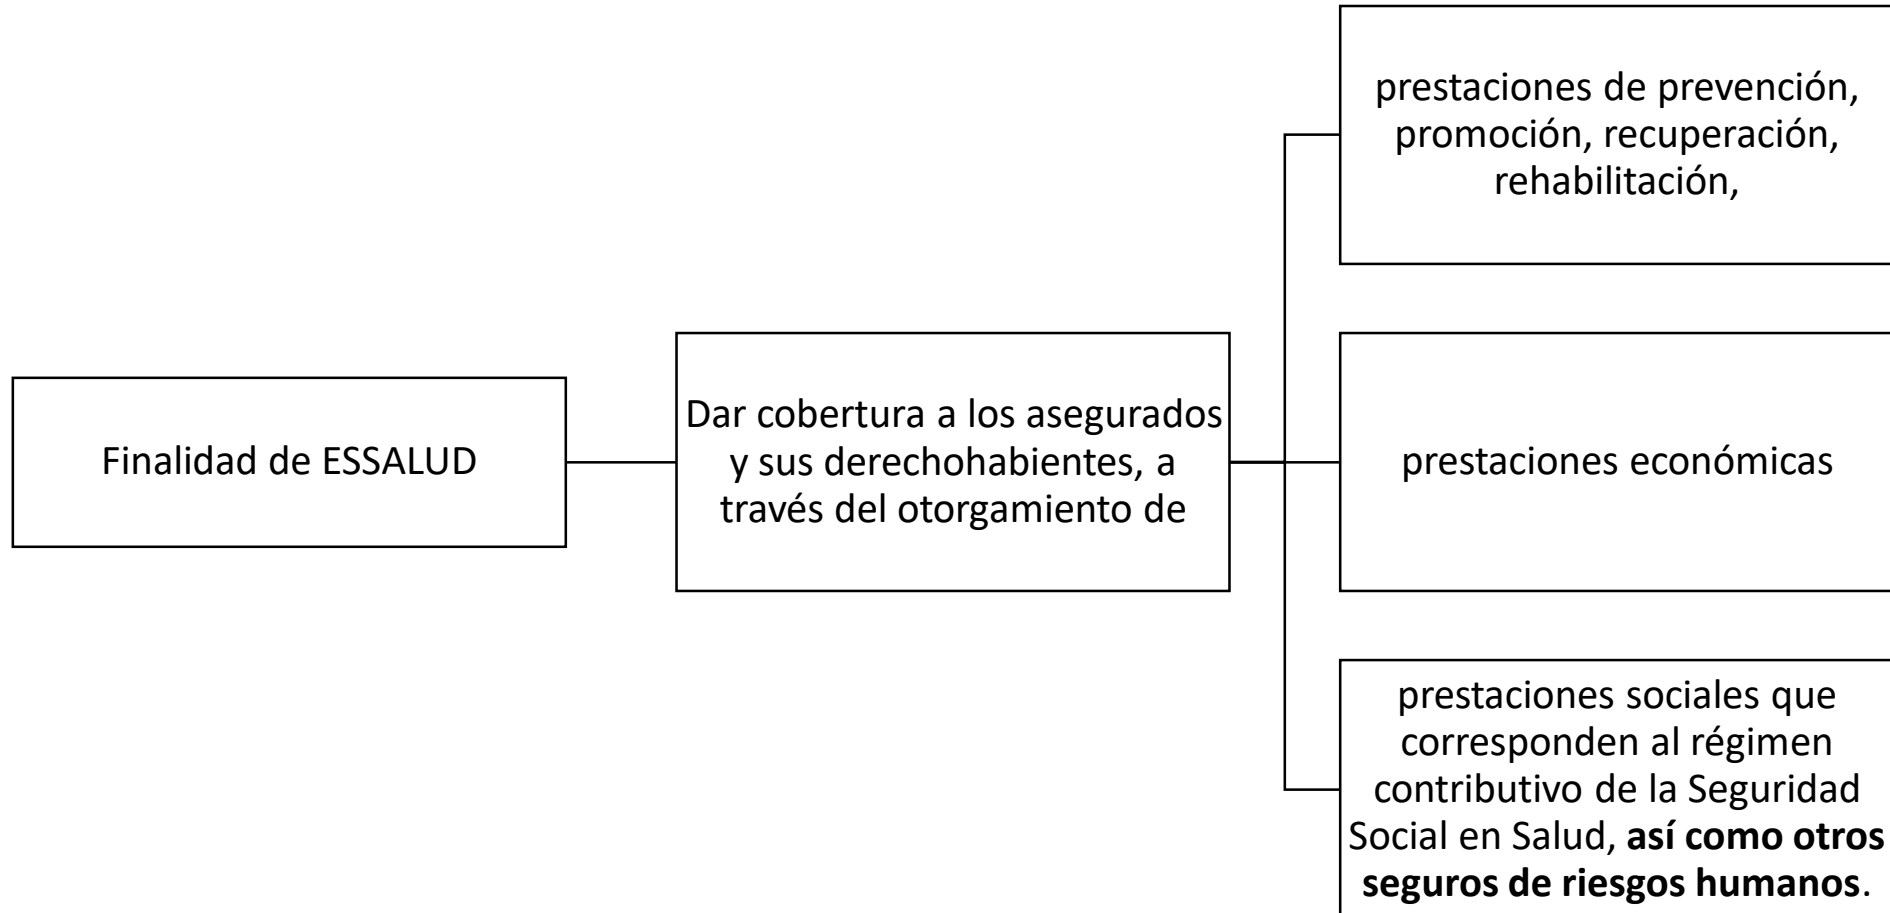 Finalidad de ESSALUD
Dar cobertura a los asegurados
y sus derechohabientes, a
través del otorgamiento de
prestaciones de prevención,
promoción, recuperación,
rehabilitación,
prestaciones económicas
prestaciones sociales que
corresponden al régimen
contributivo de la Seguridad
Social en Salud, así como otros
seguros de riesgos humanos.